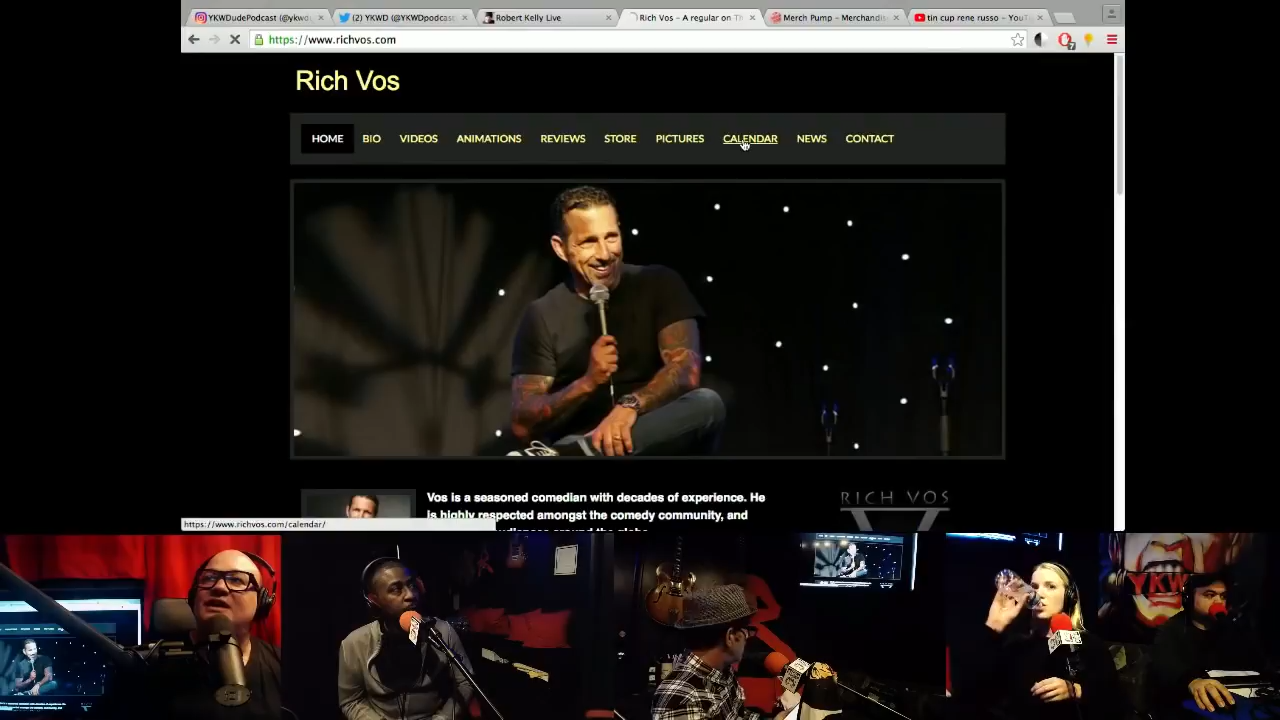 YKWDudePodcast (@ykwd
(2) YKWD (@YKWDpodcast
Robert Kelly Live
Rich Vos – A regular on Th
Merch Pump – Merchandis
tin cup rene russo – YouT
https://www.richvos.com
7
Rich Vos
HOME BIO VIDEOS ANIMATIONS REVIEWS STORE PICTURES CALENDAR NEWS CONTACT
Vos is a seasoned comedian with decades of experience. He
is highly respected amongst the comedy community, and
RICH VOS
https://www.richvos.com/calendar/
YKW